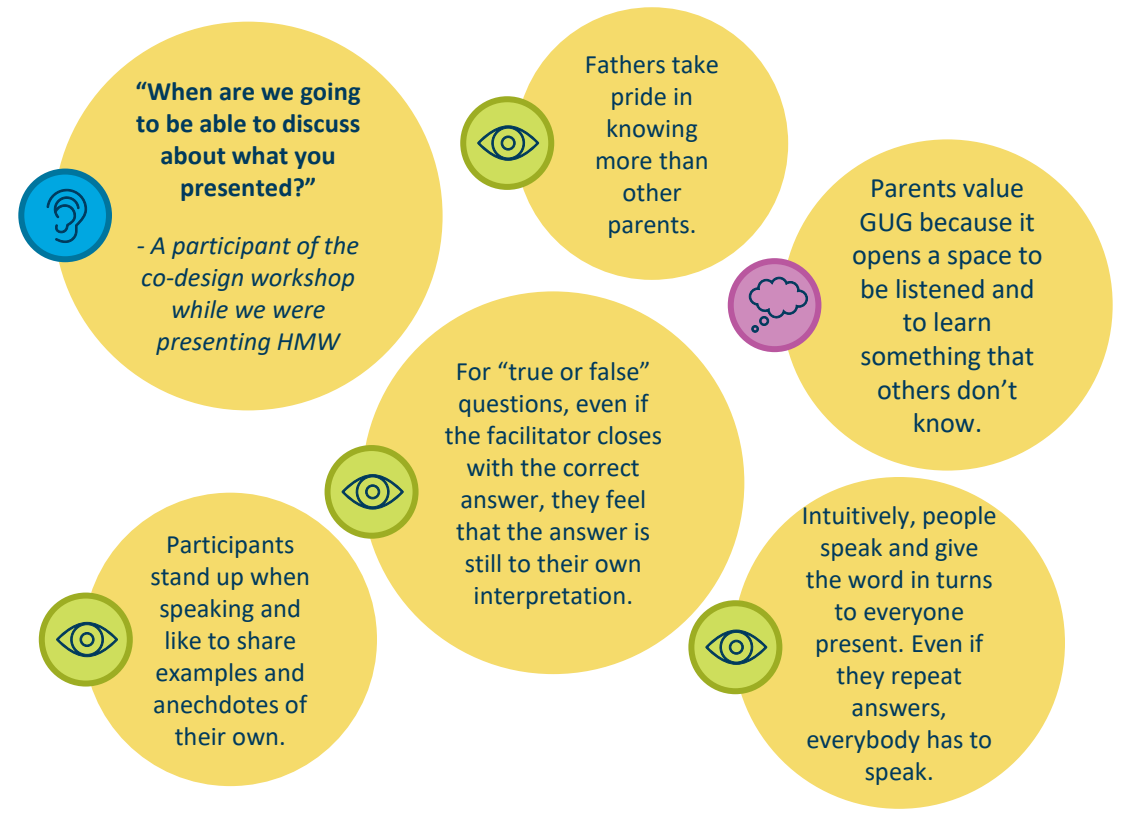 “When are we going
to be able to discuss
about what you
presented?”
- A participant of the
co-design workshop
while we were
presenting HMW
Fathers take
pride in
knowing
more than
other
parents.
Parents value
GUG because it
opens a space to
be listened and
to learn
something that
others don’t
know.
For “true or false”
questions, even if
the facilitator closes
with the correct
answer, they feel
that the answer is
still to their own
interpretation.
Participants
stand up when
speaking and
like to share
examples and
anechdotes of
their own.
Intuitively, people
speak and give
the word in turns
to everyone
present. Even if
they repeat
answers,
everybody has to
speak.